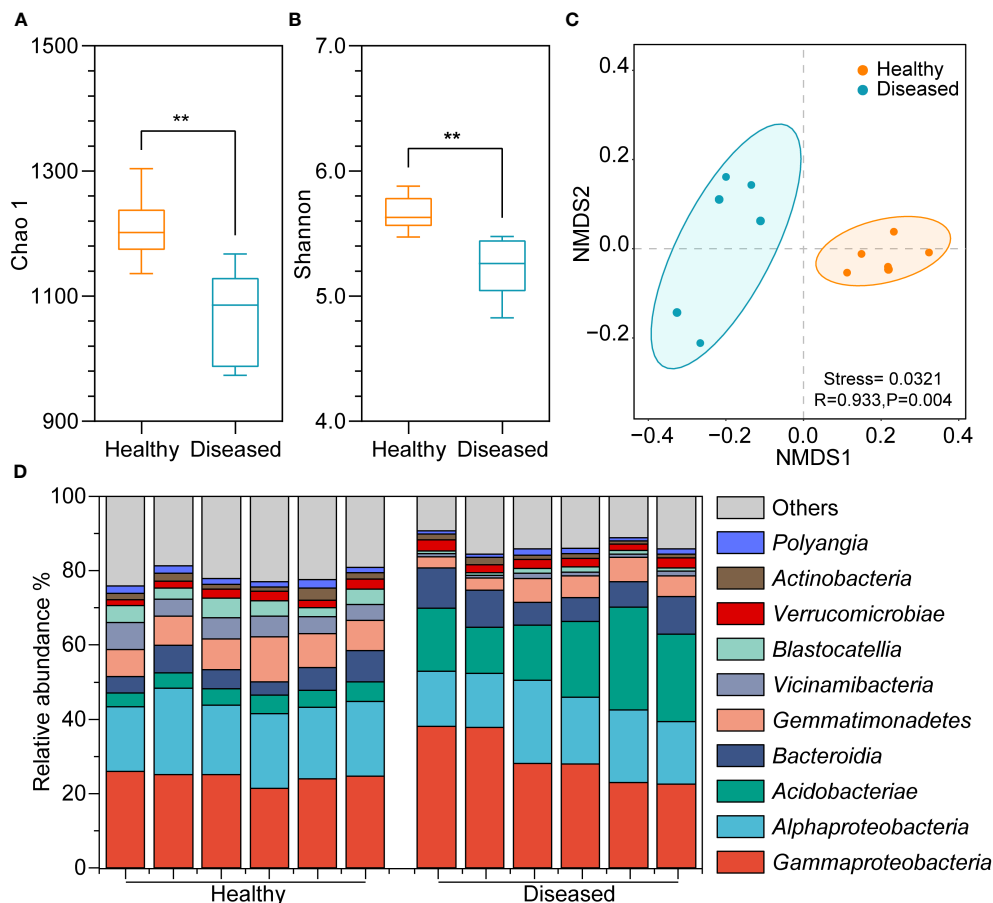 A
1500
1300
1100
900
Chao 1
**
Healthy Diseased
B
7.0
6.0
5.0
4.0
Shannon
**
Healthy Diseased
C
0.4
0.2
0.0
−0.2
NMDS2
Healthy
Diseased
Stress= 0.0321
R=0.933,P=0.004
−0.4 −0.2 0.0 0.2 0.4
NMDS1
D
100
80
60
40
20
0
Relative abundance %
Healthy
Diseased
Others
Polyangia
Actinobacteria
Verrucomicrobiae
Blastocatellia
Vicinamibacteria
Gemmatimonadetes
Bacteroidia
Acidobacteriae
Alphaproteobacteria
Gammaproteobacteria